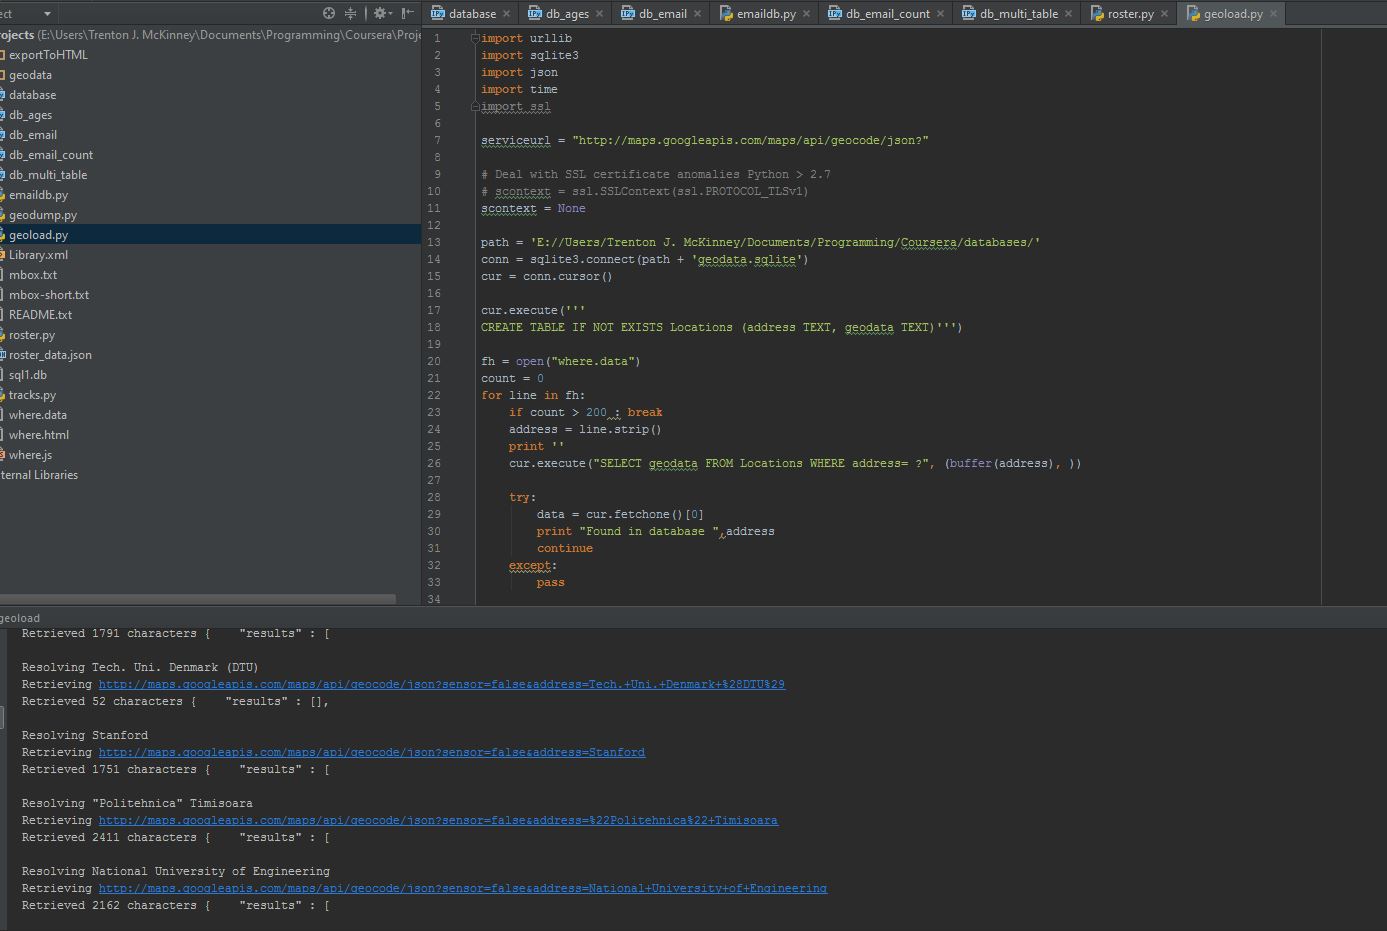 ect
database
db_ages
db_email
emaildb.py
db_email_count
db_multi_table
roster.py
geoload.py
ojects (E:\Users\Trenton J. McKinney\Documents\Programming\Coursera\Proje
exportToHTML
geodata
database
db_ages
db_email
db_email_count
db_multi_table
emaildb.py
geodump.py
geoload.py
Library.xml
mbox.txt
mbox-short.txt
README.txt
roster.py
roster_data.json
sql1.db
tracks.py
where.data
where.html
where.js
ternal Libraries
1 import urllib
2 import sqlite3
3 import json
4 import time
5 import ssl
6
7 serviceurl = "http://maps.googleapis.com/maps/api/geocode/json?"
8
9 # Deal with SSL certificate anomalies Python > 2.7
10 # scontext = ssl.SSLContext(ssl.PROTOCOL_TLSv1)
11 scontext = None
12
13 path = 'E://Users/Trenton J. McKinney/Documents/Programming/Coursera/databases/'
14 conn = sqlite3.connect(path + 'geodata.sqlite')
15 cur = conn.cursor()
16
17 cur.execute('''
18 CREATE TABLE IF NOT EXISTS Locations (address TEXT, geodata TEXT)''')
19
20 fh = open("where.data")
21 count = 0
22 for line in fh:
23     if count > 200 : break
24     address = line.strip()
25     print ''
26     cur.execute("SELECT geodata FROM Locations WHERE address= ?", (buffer(address), ))
27
28     try:
29         data = cur.fetchone()[0]
30         print "Found in database ",address
31         continue
32     except:
33         pass
34
geoload
Retrieved 1791 characters {    "results" : [
Resolving Tech. Uni. Denmark (DTU)
Retrieving http://maps.googleapis.com/maps/api/geocode/json?sensor=false&address=Tech.+Uni.+Denmark+%28DTU%29
Retrieved 52 characters {    "results" : [],
Resolving Stanford
Retrieving http://maps.googleapis.com/maps/api/geocode/json?sensor=false&address=Stanford
Retrieved 1751 characters {    "results" : [
Resolving "Politehnica" Timisoara
Retrieving http://maps.googleapis.com/maps/api/geocode/json?sensor=false&address=%22Politehnica%22+Timisoara
Retrieved 2411 characters {    "results" : [
Resolving National University of Engineering
Retrieving http://maps.googleapis.com/maps/api/geocode/json?sensor=false&address=National+University+of+Engineering
Retrieved 2162 characters {    "results" : [